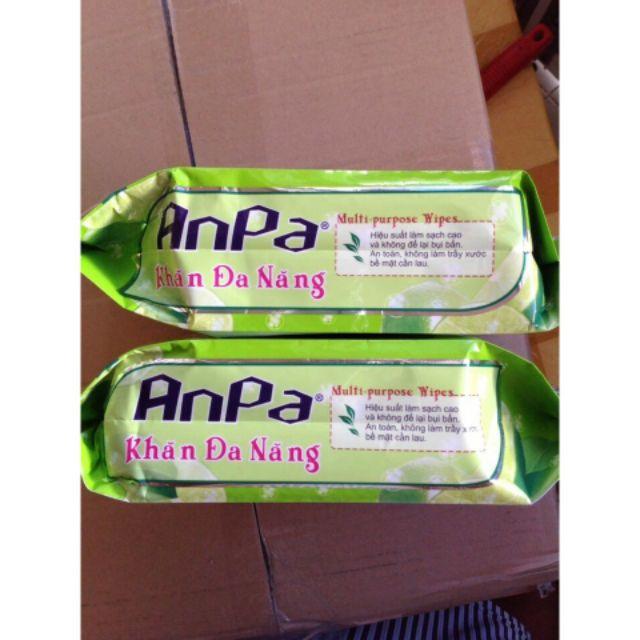 AnPa®
Khăn Đa Năng
Multi-purpose Wipes
Hiệu suất làm sạch cao
và không để lại bụi bẩn.
An toàn, không làm trầy xước
bề mặt cần lau.
AnPa®
Khăn Đa Năng
Multi-purpose Wipes
Hiệu suất làm sạch cao
và không để lại bụi bẩn.
An toàn, không làm trầy xước
bề mặt cần lau.